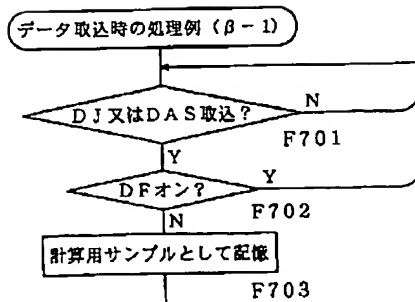 データ取込時の処理例（β－1）
DJ又はDAS取込？
N
F701
Y
DFオン？
Y
F702
N
計算用サンプルとして記憶
F703